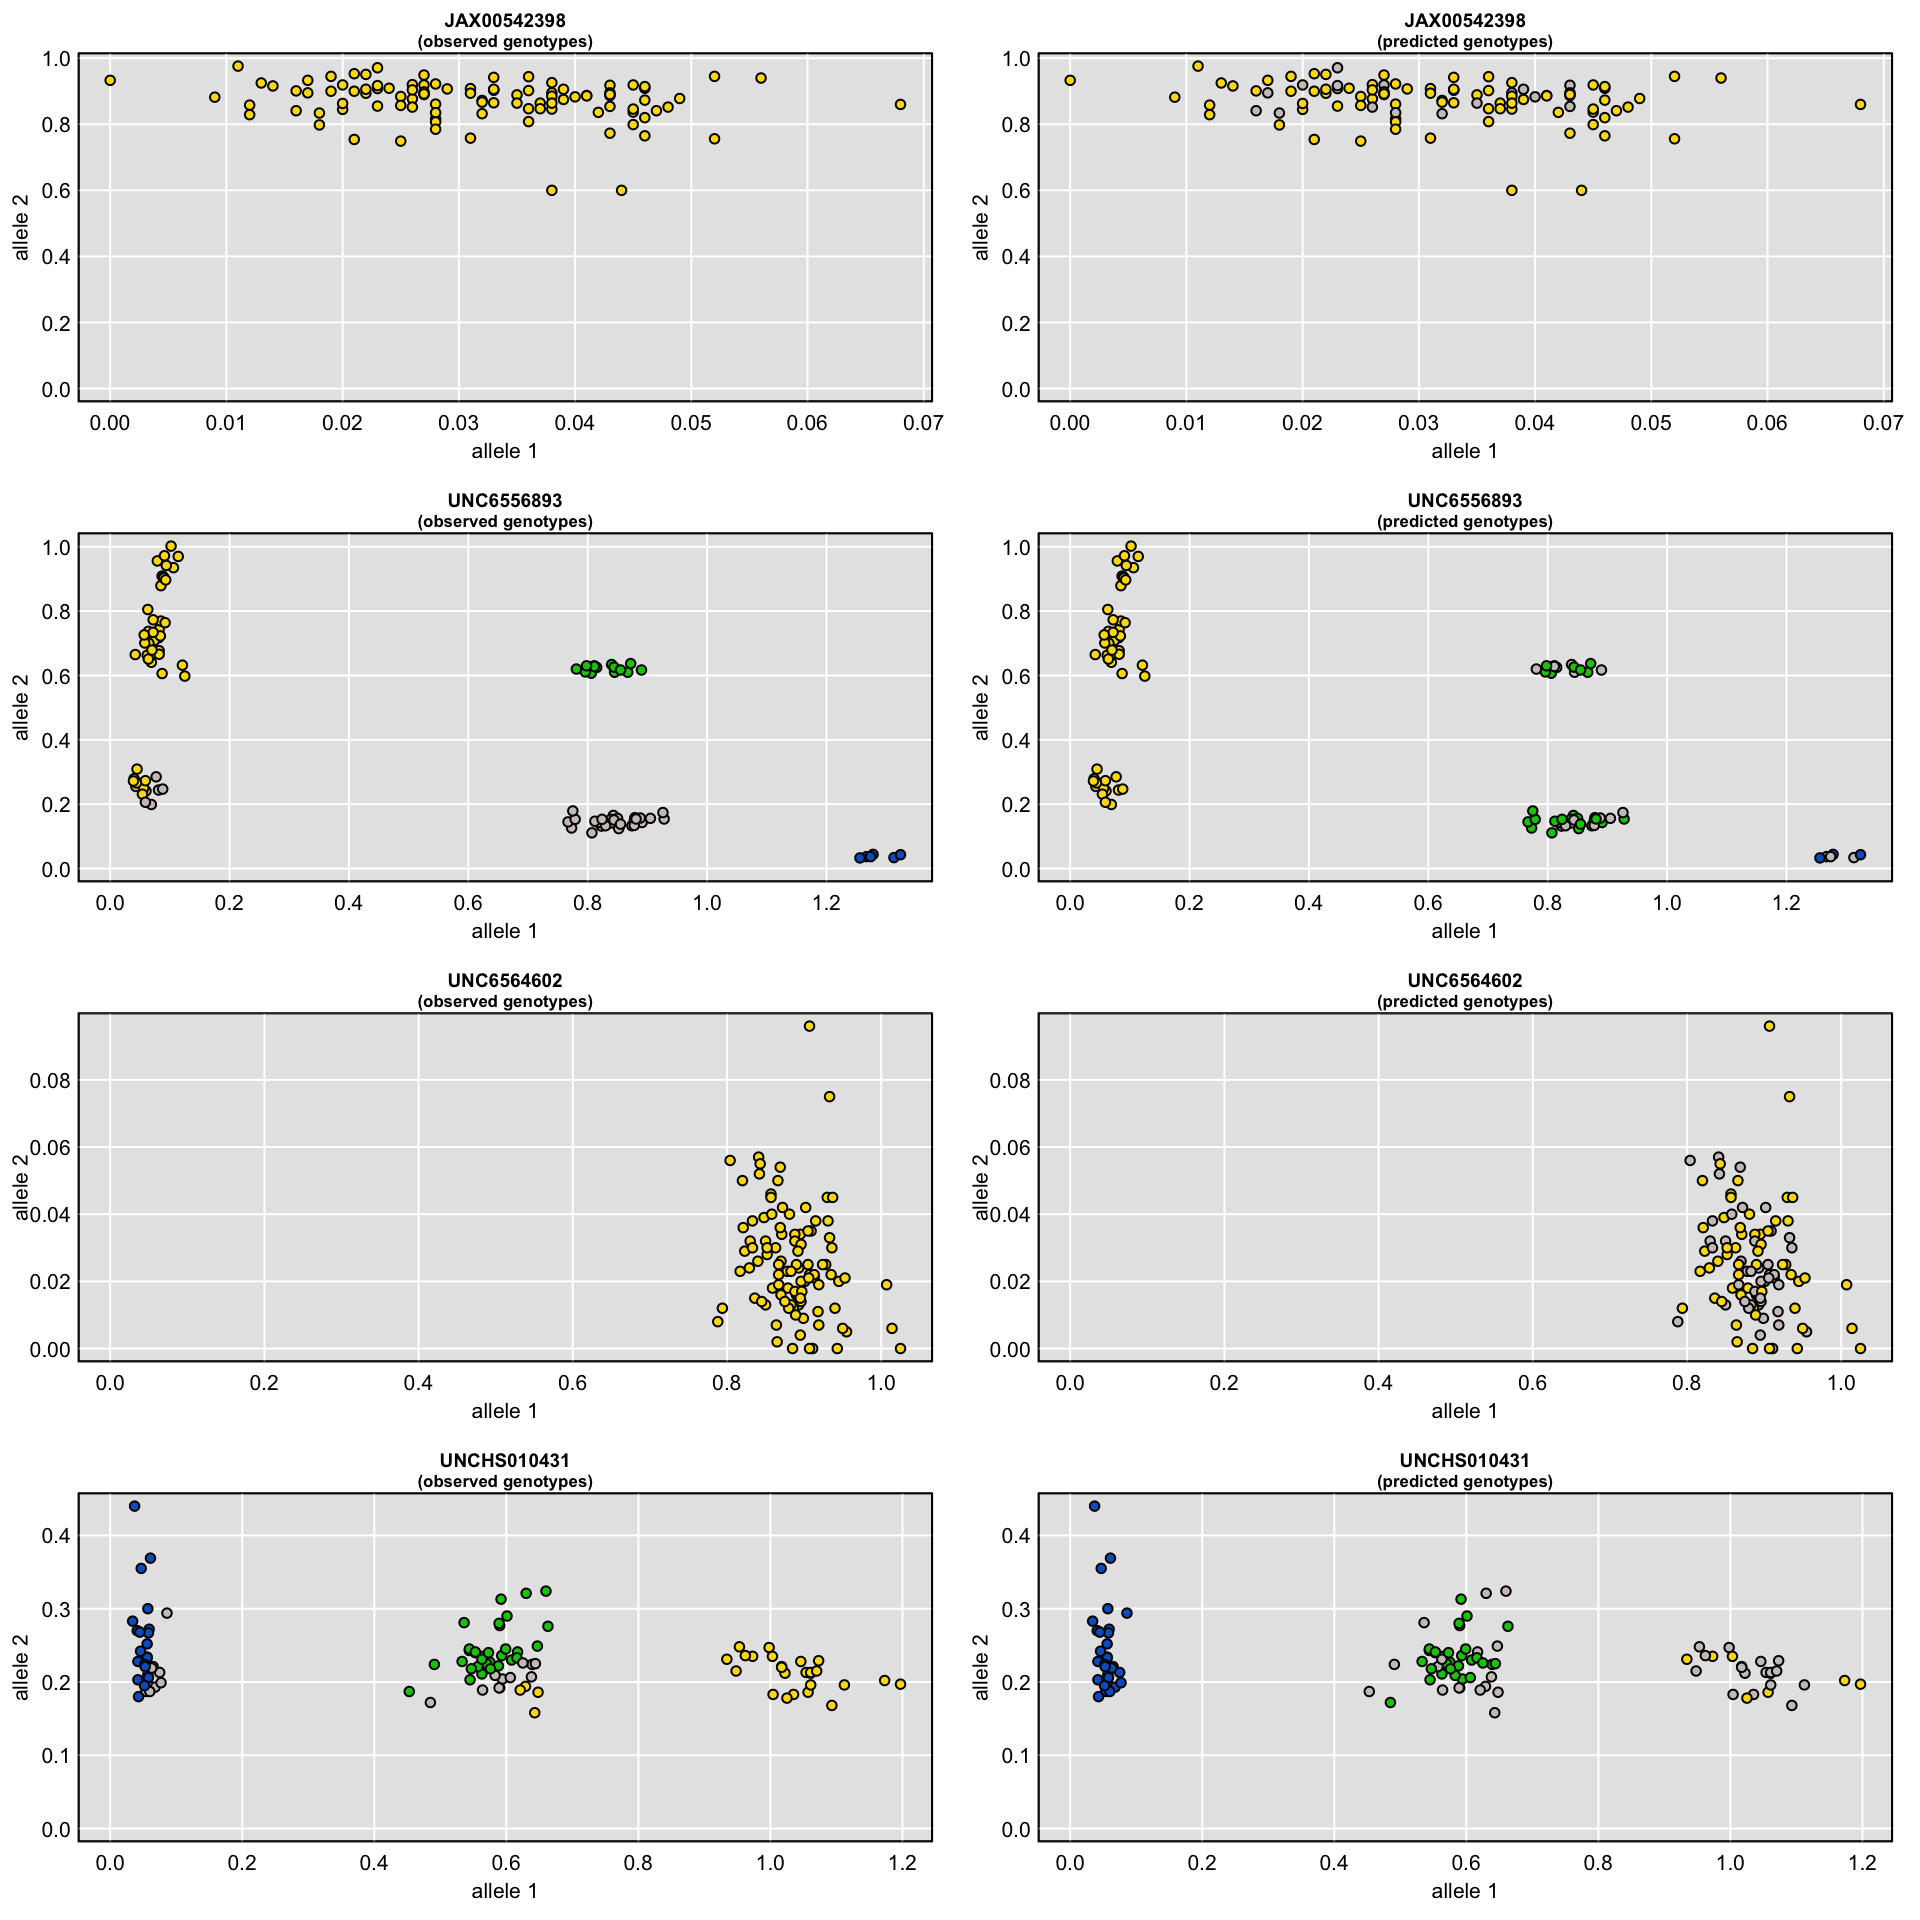 JAX00542398
(observed genotypes)
1.0
0.8
0.6
0.4
0.2
0.0
allele 2
0.00 0.01 0.02 0.03 0.04 0.05 0.06 0.07
allele 1
JAX00542398
(predicted genotypes)
1.0
0.8
0.6
0.4
0.2
0.0
allele 2
0.00 0.01 0.02 0.03 0.04 0.05 0.06 0.07
allele 1
UNC6556893
(observed genotypes)
1.0
0.8
0.6
0.4
0.2
0.0
allele 2
0.0 0.2 0.4 0.6 0.8 1.0 1.2
allele 1
UNC6556893
(predicted genotypes)
1.0
0.8
0.6
0.4
0.2
0.0
allele 2
0.0 0.2 0.4 0.6 0.8 1.0 1.2
allele 1
UNC6564602
(observed genotypes)
0.08
0.06
0.04
0.02
0.00
allele 2
0.0 0.2 0.4 0.6 0.8 1.0
allele 1
UNC6564602
(predicted genotypes)
0.08
0.06
0.04
0.02
0.00
allele 2
0.0 0.2 0.4 0.6 0.8 1.0
allele 1
UNCHS010431
(observed genotypes)
0.4
0.3
0.2
0.1
0.0
allele 2
0.0 0.2 0.4 0.6 0.8 1.0 1.2
allele 1
UNCHS010431
(predicted genotypes)
0.4
0.3
0.2
0.1
0.0
allele 2
0.0 0.2 0.4 0.6 0.8 1.0 1.2
allele 1